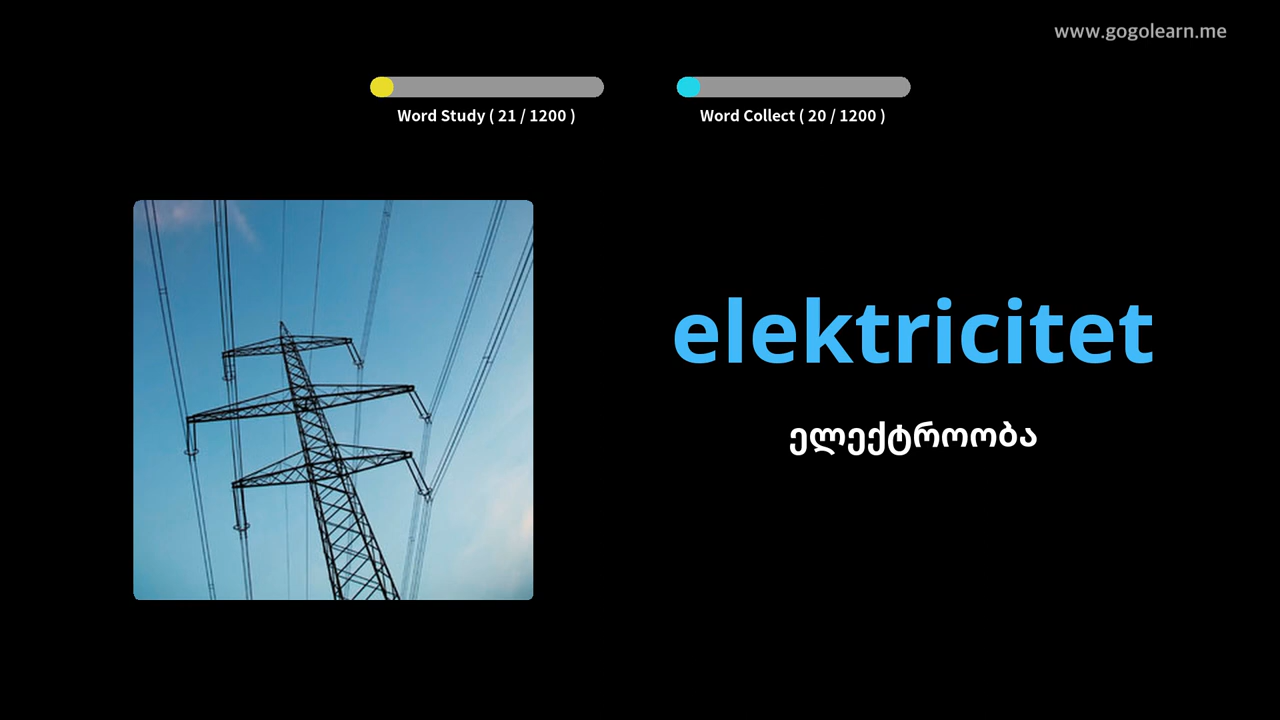 www.gogolearn.me
Word Study ( 21 / 1200 )
Word Collect ( 20 / 1200 )
elektricitet
ელექტროობა